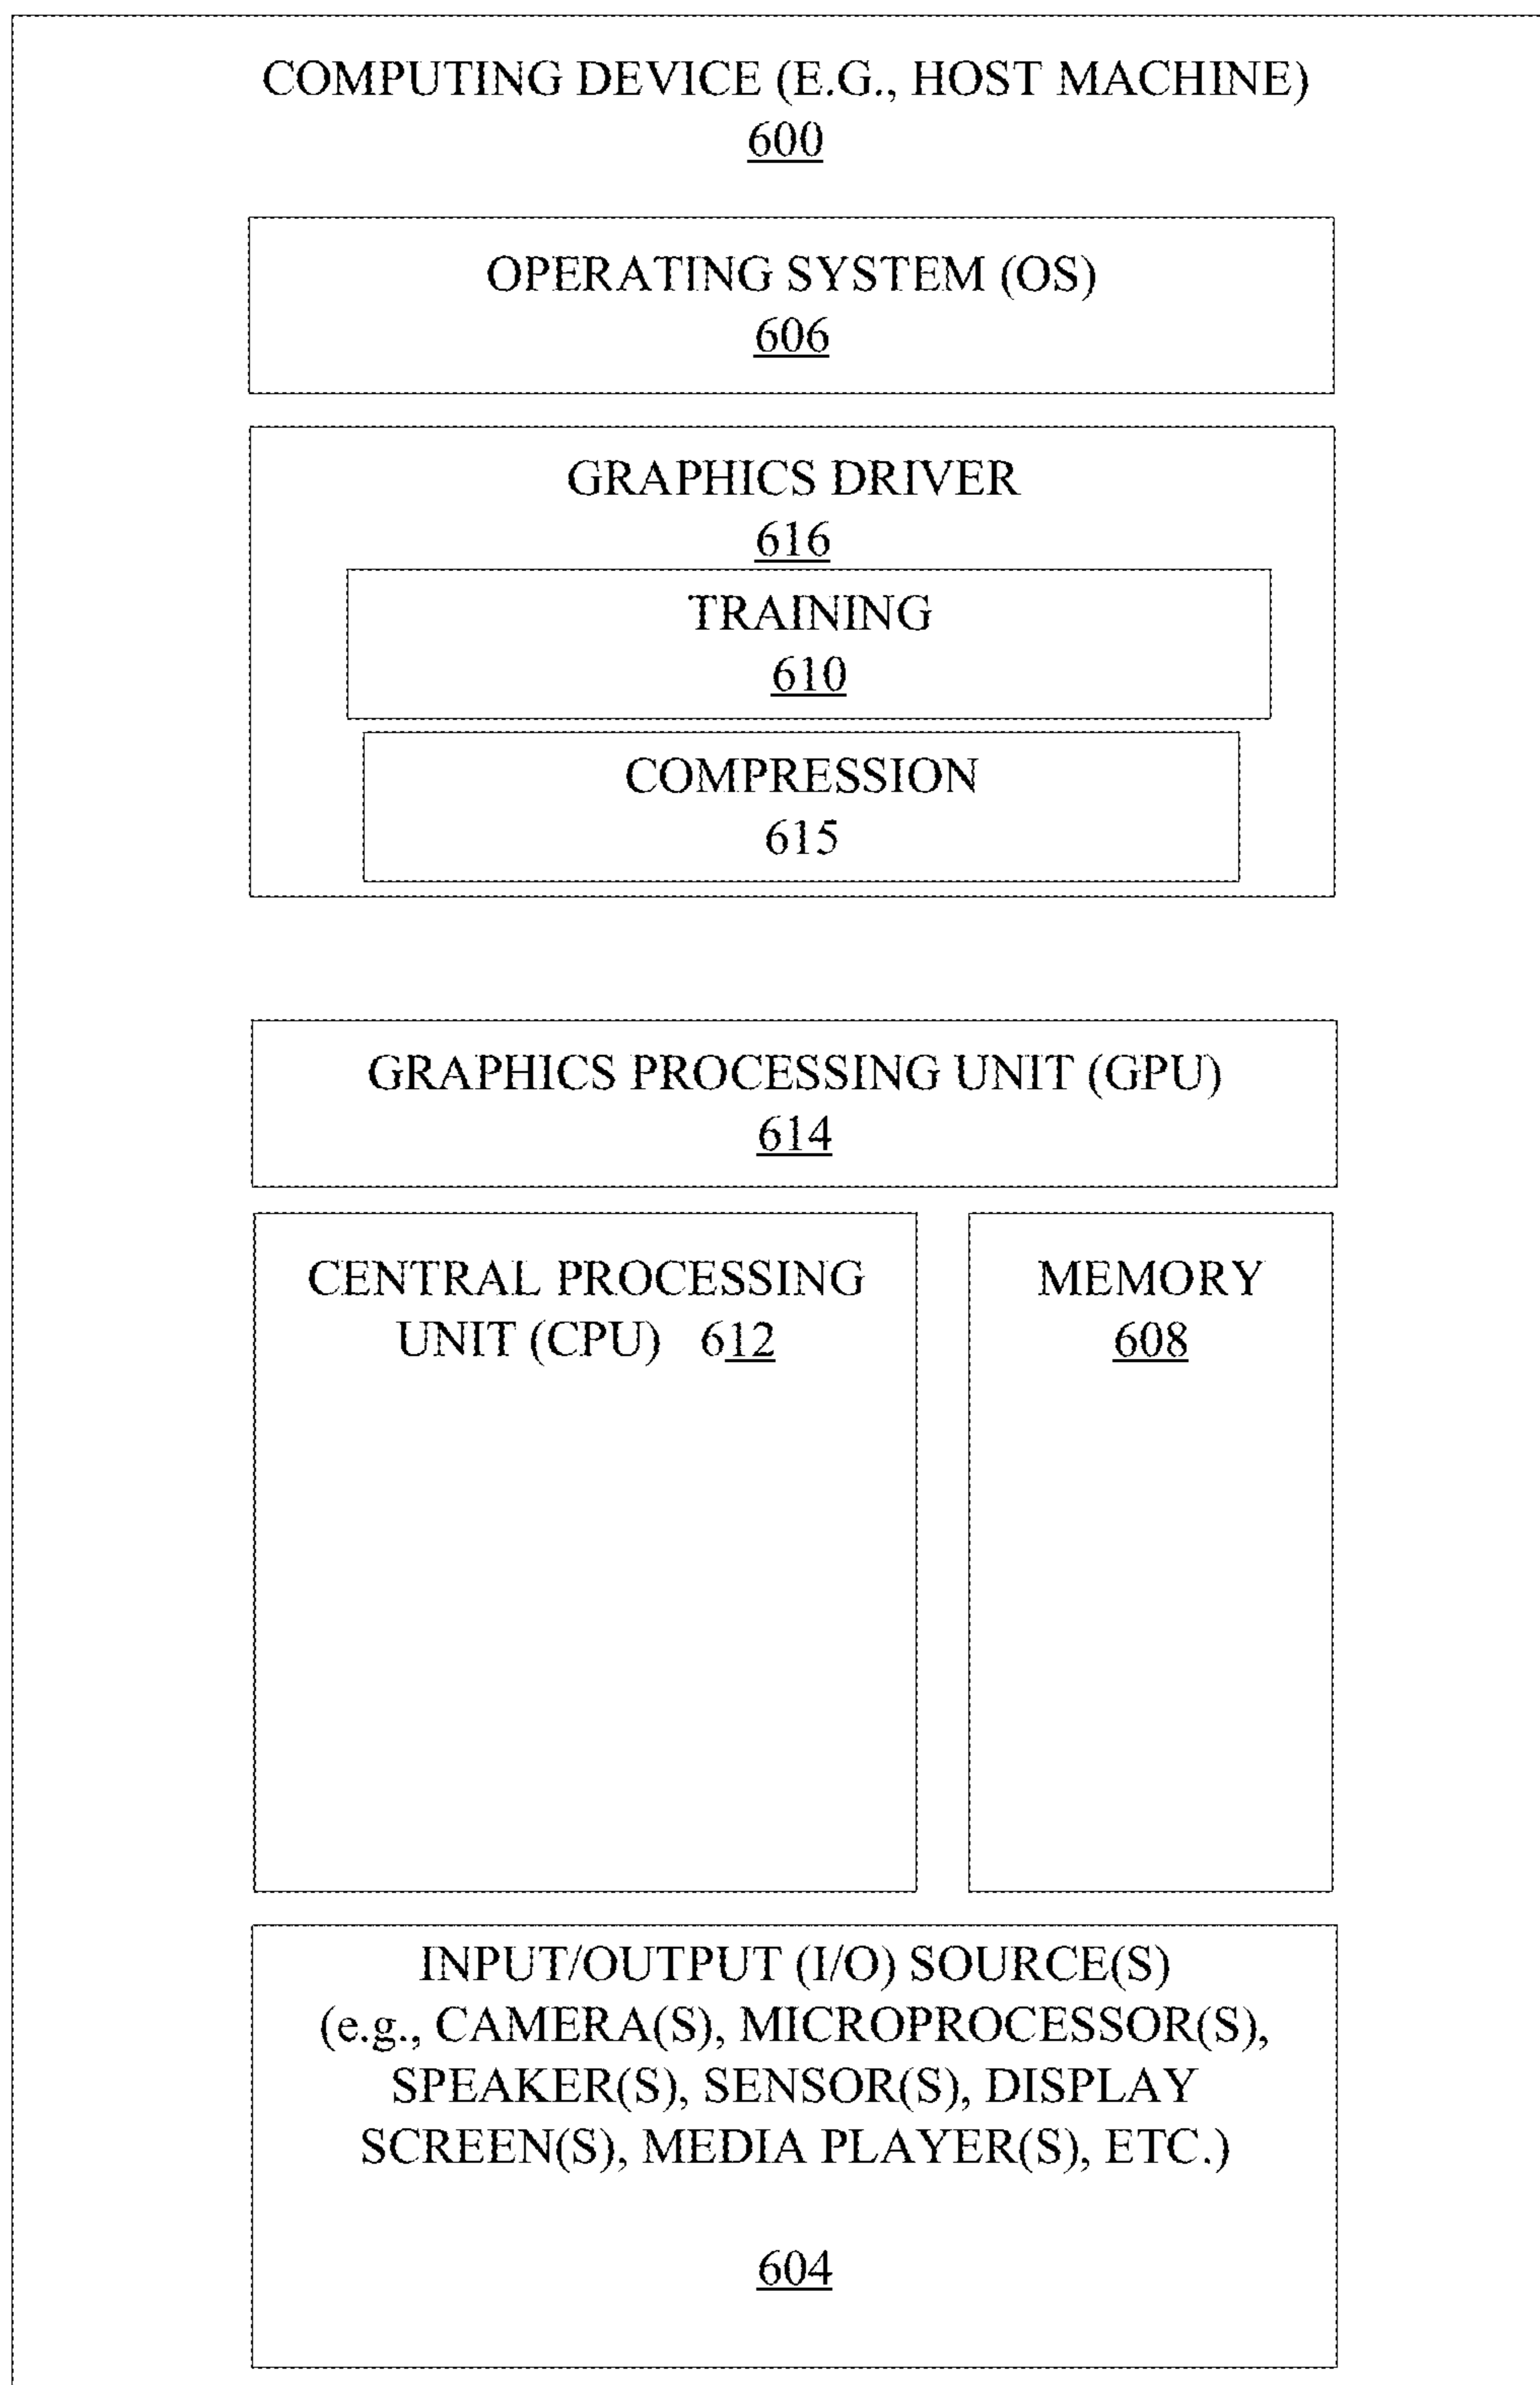 COMPUTING DEVICE (E.G., HOST MACHINE)
600
OPERATING SYSTEM (OS)
606
GRAPHICS DRIVER
616
TRAINING
610
COMPRESSION
615
GRAPHICS PROCESSING UNIT (GPU)
614
CENTRAL PROCESSING
UNIT (CPU) 612
MEMORY
608
INPUT/OUTPUT (I/O) SOURCE(S)
(e.g., CAMERA(S), MICROPROCESSOR(S),
SPEAKER(S), SENSOR(S), DISPLAY
SCREEN(S), MEDIA PLAYER(S), ETC.)
604